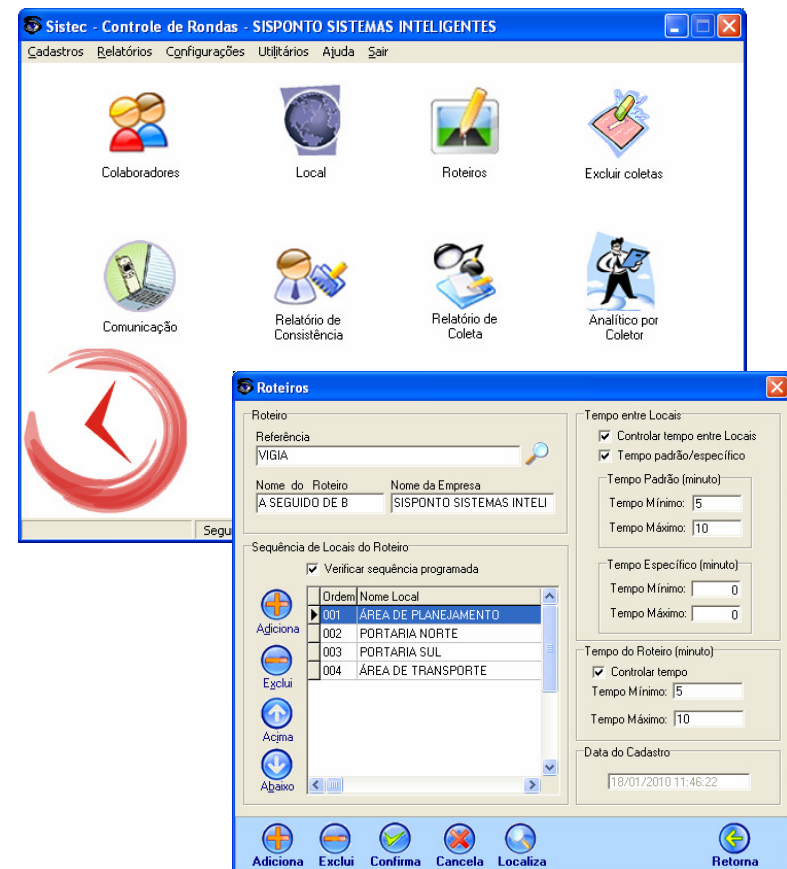 Sistec - Controle de Rondas - SISPONTO SISTEMAS INTELIGENTES
Cadastros Relatórios Configurações Utilitários Ajuda Sair
Colaboradores Local Roteiros Excluir coletas
Comunicação Relatório de Consistência Relatório de Coleta Analítico por Coletor
Segu
Roteiros
Roteiro
Referência
VIGIA
Nome do Roteiro Nome da Empresa
A SEGUIDO DE B SISPONTO SISTEMAS INTELI
Sequência de Locais do Roteiro
Verificar sequência programada
Ordem Nome Local
001 ÁREA DE PLANEJAMENTO
002 PORTARIA NORTE
003 PORTARIA SUL
004 ÁREA DE TRANSPORTE
Adiciona
Exclui
Acima
Abaixo
Tempo entre Locais
Controlar tempo entre Locais
Tempo padrão/específico
Tempo Padrão (minuto)
Tempo Mínimo: 5
Tempo Máximo: 10
Tempo Específico (minuto)
Tempo Mínimo: 0
Tempo Máximo: 0
Tempo do Roteiro (minuto)
Controlar tempo
Tempo Mínimo: 5
Tempo Máximo: 10
Data do Cadastro
18/01/2010 11:46:22
Adiciona Exclui Confirma Cancela Localiza Retorna